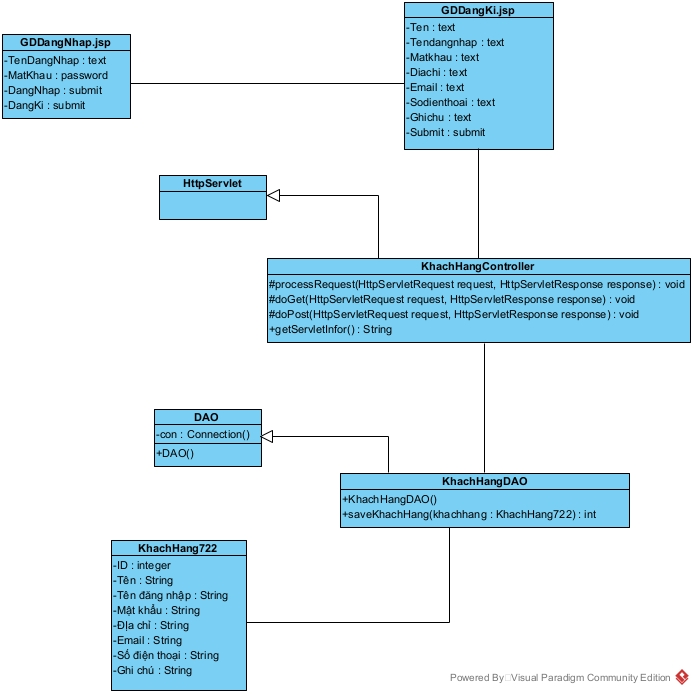 GDDangNhap.jsp
-TenDangNhap : text
-MatKhau : password
-DangNhap : submit
-DangKi : submit
GDDangKi.jsp
-Ten : text
-Tendangnhap : text
-Matkhau : text
-Diachi : text
-Email : text
-Sodienthoai : text
-Ghichu : text
-Submit : submit
HttpServlet
KhachHangController
#processRequest(HttpServletRequest request, HttpServletResponse response) : void
#doGet(HttpServletRequest request, HttpServletResponse response) : void
#doPost(HttpServletRequest request, HttpServletResponse response) : void
+getServletInfor() : String
DAO
-con : Connection()
+DAO()
KhachHangDAO
+KhachHangDAO()
+saveKhachHang(khachhang : KhachHang722) : int
KhachHang722
-ID : integer
-Tên : String
-Tên đăng nhập : String
-Mật khẩu : String
-Địa chỉ : String
-Email : String
-Số điện thoại : String
-Ghi chú : String
Powered By Visual Paradigm Community Edition